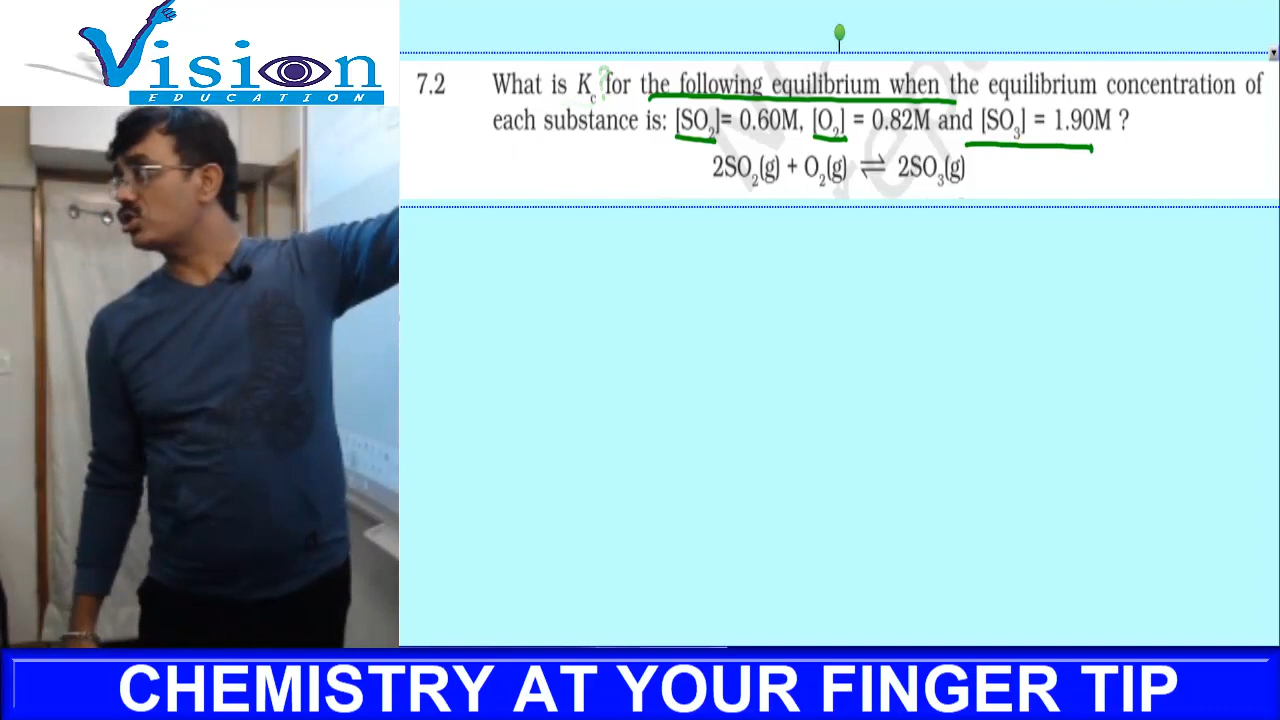 Vision
EDUCATION
7.2 What is Kc ? for the following equilibrium when the equilibrium concentration of
each substance is: [SO2]= 0.60M, [O2] = 0.82M and [SO3] = 1.90M ?
2SO2(g) + O2(g) ⇌ 2SO3(g)
CHEMISTRY AT YOUR FINGER TIP